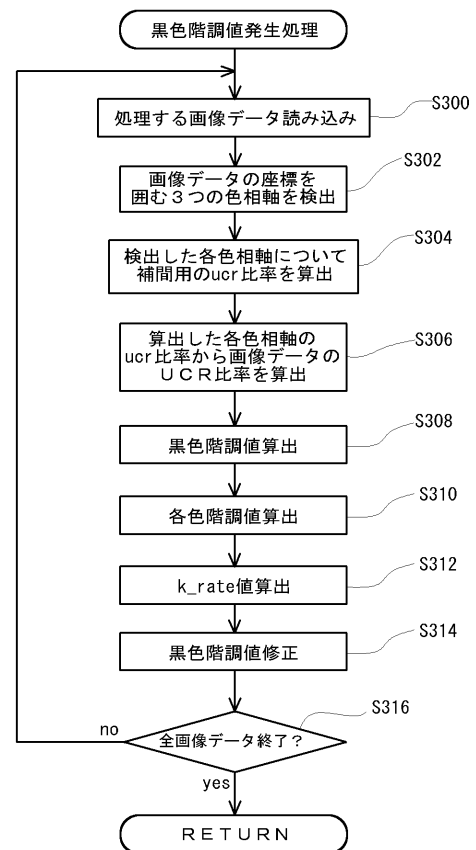 黒色階調値発生処理
処理する画像データ読み込み
S300
画像データの座標を
囲む３つの色相軸を検出
S302
検出した各色相軸について
補間用のucr比率を算出
S304
算出した各色相軸の
ucr比率から画像データの
ＵＣＲ比率を算出
S306
黒色階調値算出
S308
各色階調値算出
S310
k_rate値算出
S312
黒色階調値修正
S314
全画像データ終了？
S316
no
yes
ＲＥＴＵＲＮ